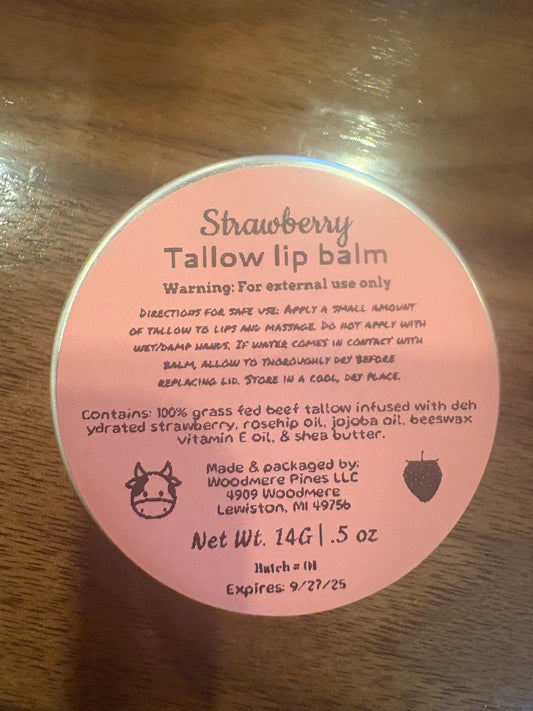 Strawberry
Tallow lip balm
Warning: For external use only
DIRECTIONS FOR SAFE USE: APPLY A SMALL AMOUNT
OF TALLOW TO LIPS AND MASSAGE. DO NOT APPLY WITH
WET/DAMP HANDS. IF WATER COMES IN CONTACT WITH
BALM, ALLOW TO THOROUGHLY DRY BEFORE
REPLACING LID. STORE IN A COOL, DRY PLACE.
Contains: 100% grass fed beef tallow infused with deh
ydrated strawberry, rosehip oil, jojoba oil, beeswax
vitamin E oil, & shea butter.
Made & packaged by:
Woodmere Pines LLC
4909 Woodmere
Lewiston, MI 49756
Net Wt. 14G | .5 oz
Batch # 01
Expires: 9/27/25